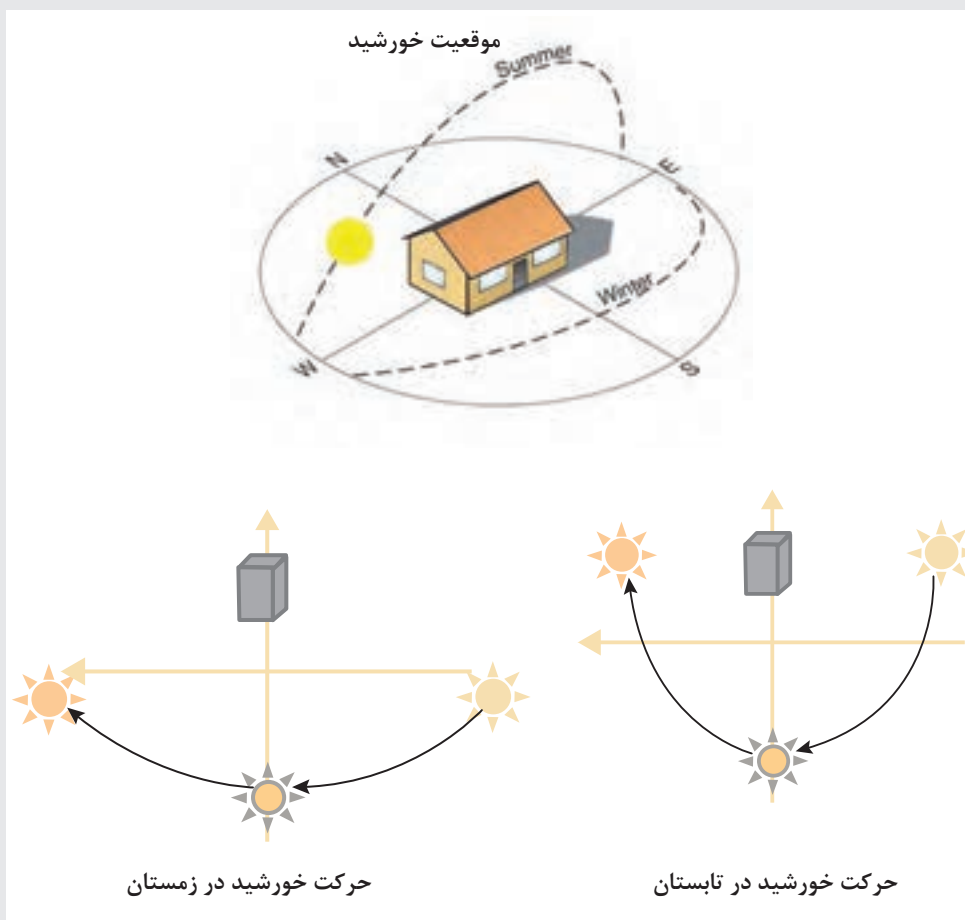 موقعیت خورشید
Summer
N
E
Winter
W
S
حرکت خورشید در تابستان
حرکت خورشید در زمستان